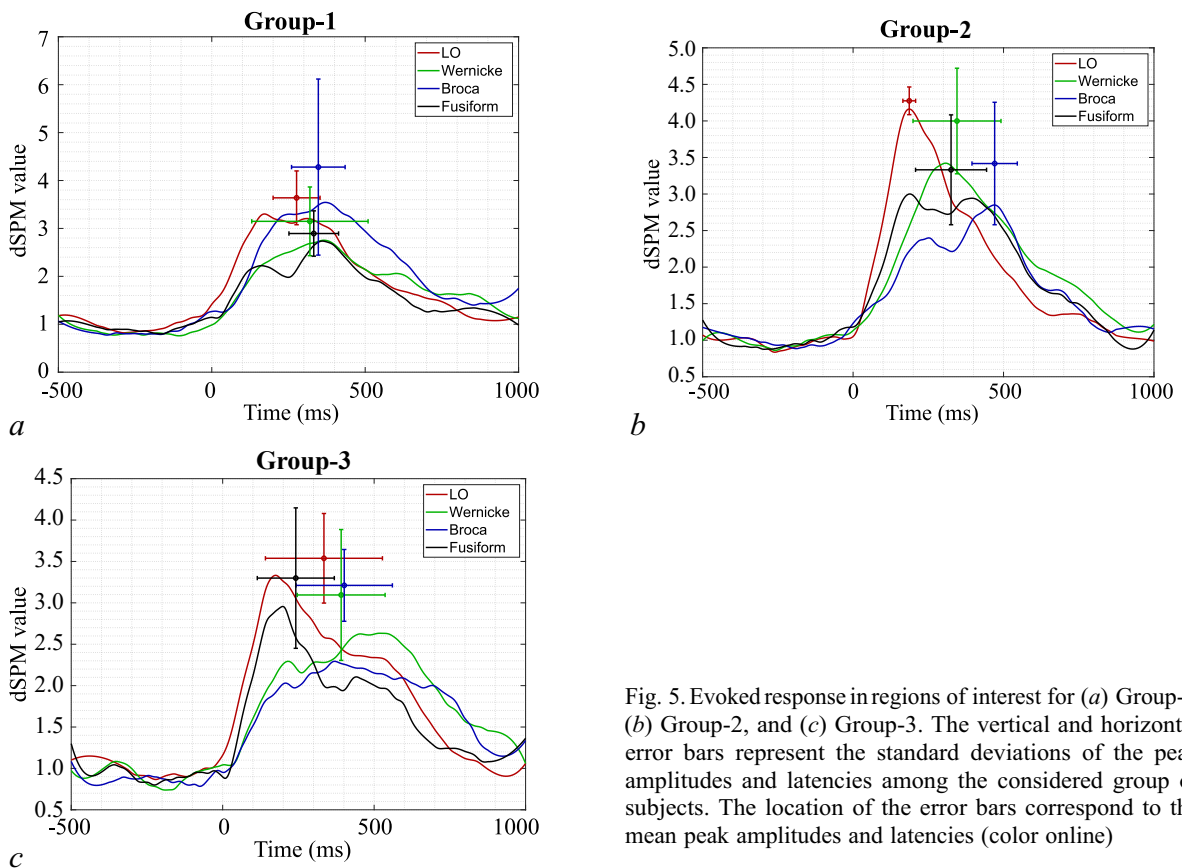 Group-1
7
6
5
4
3
2
1
0
dSPM value
-500
0
500
1000
Time (ms)
LO
Wernicke
Broca
Fusiform
a
Group-2
5.0
4.5
4.0
3.5
3.0
2.5
2.0
1.5
1.0
0.5
dSPM value
-500
0
500
1000
Time (ms)
LO
Wernicke
Broca
Fusiform
b
Group-3
4.5
4.0
3.5
3.0
2.5
2.0
1.5
1.0
0.5
dSPM value
-500
0
500
1000
Time (ms)
LO
Wernicke
Broca
Fusiform
c
Fig. 5. Evoked response in regions of interest for (a) Group-
(b) Group-2, and (c) Group-3. The vertical and horizont
error bars represent the standard deviations of the pea
amplitudes and latencies among the considered group
subjects. The location of the error bars correspond to th
mean peak amplitudes and latencies (color online)